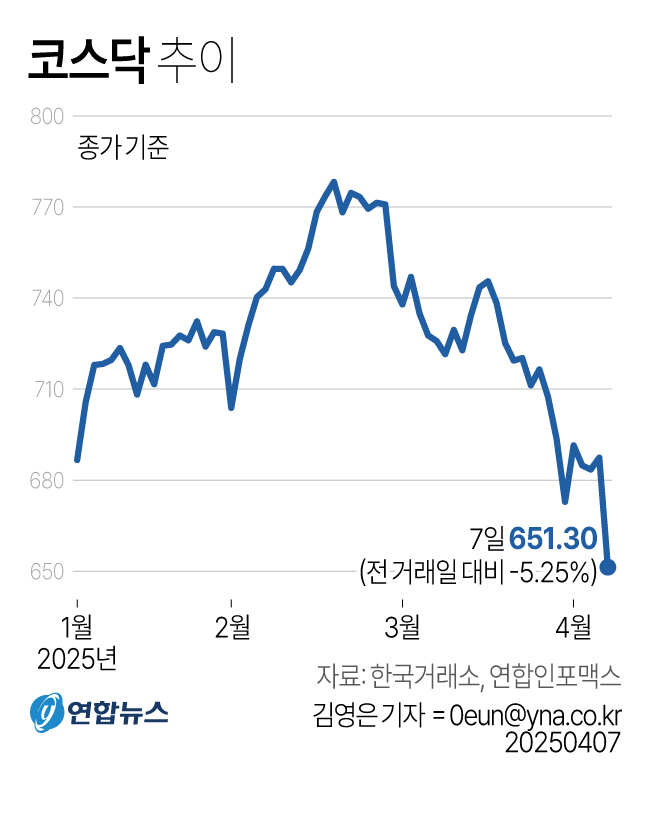 코스닥 추이
800
종가 기준
770
740
710
680
7일 651.30
(전 거래일 대비 -5.25%)
650
1월 2월 3월 4월
2025년
자료: 한국거래소, 연합인포맥스
y 연합뉴스
김영은 기자 = 0eun@yna.co.kr
20250407